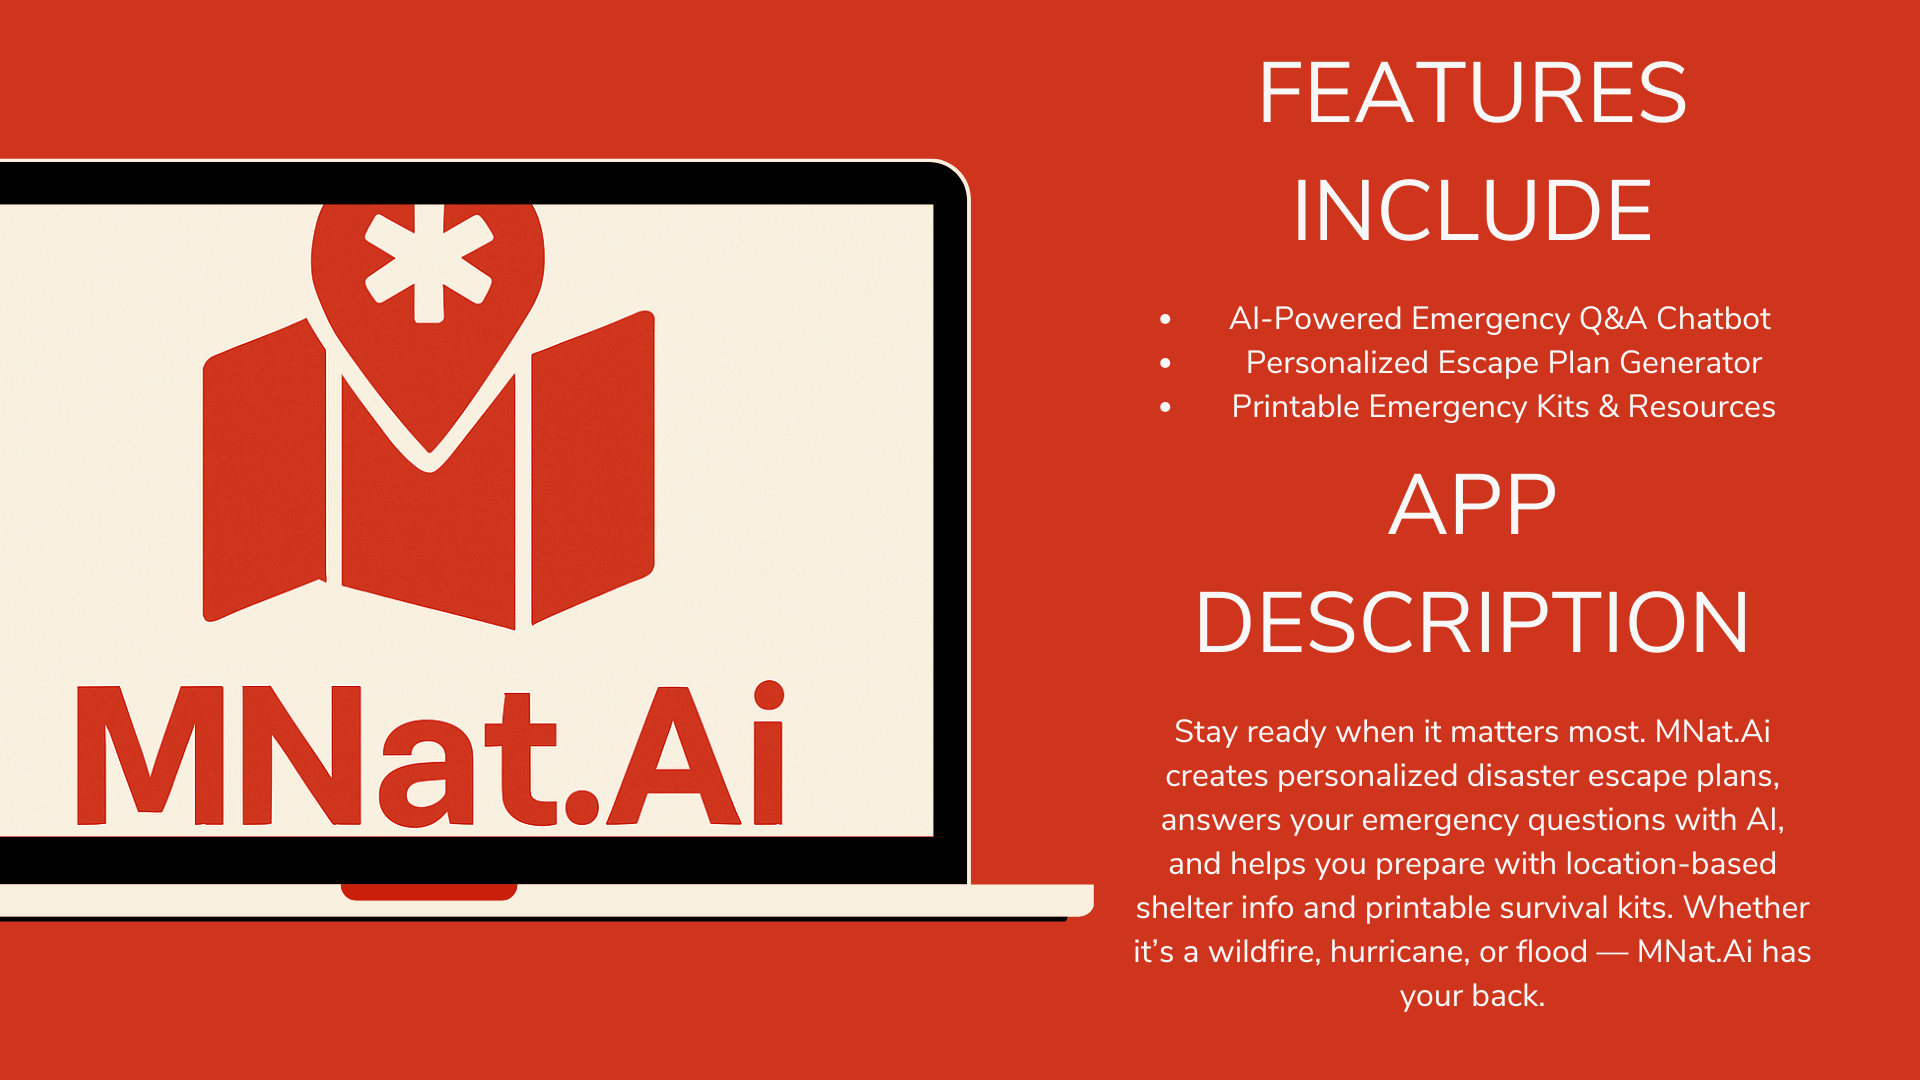 MNat.Ai
FEATURES
INCLUDE
• AI-Powered Emergency Q&A Chatbot
• Personalized Escape Plan Generator
• Printable Emergency Kits & Resources
APP
DESCRIPTION
Stay ready when it matters most. MNat.Ai
creates personalized disaster escape plans,
answers your emergency questions with AI,
and helps you prepare with location-based
shelter info and printable survival kits. Whether
it’s a wildfire, hurricane, or flood — MNat.Ai has
your back.